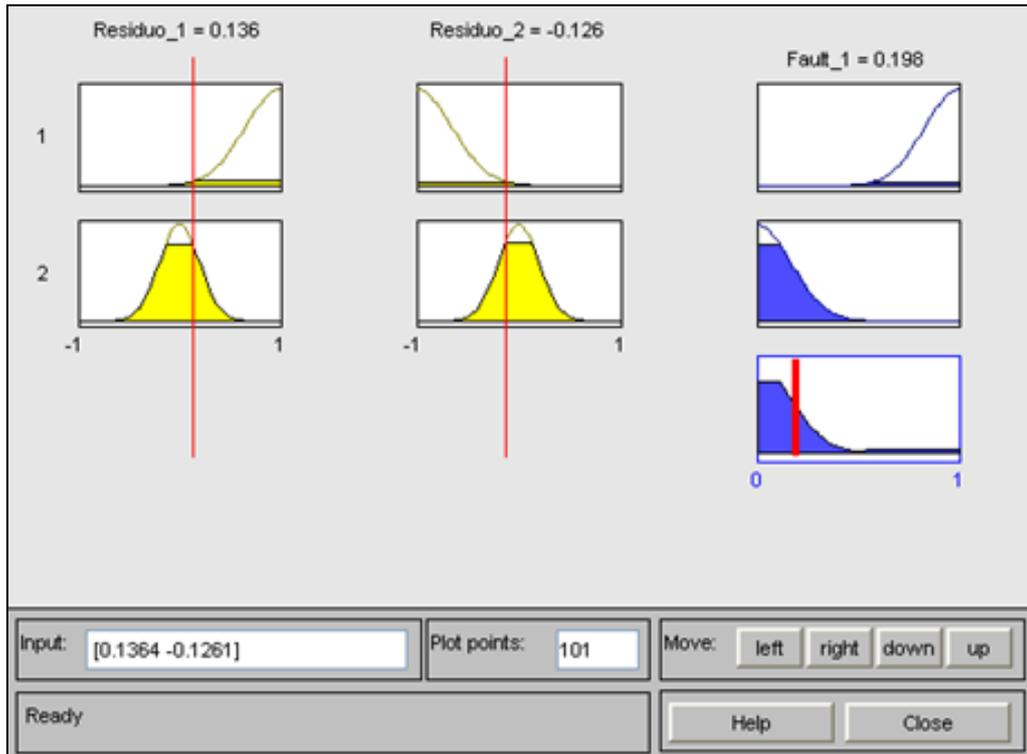 Residuo_1 = 0.136
Residuo_2 = -0.126
Fault_1 = 0.198
1
2
-1 1
-1 1
0 1
Input: [0.1364 -0.1261]
Plot points: 101
Move: left right down up
Ready
Help Close